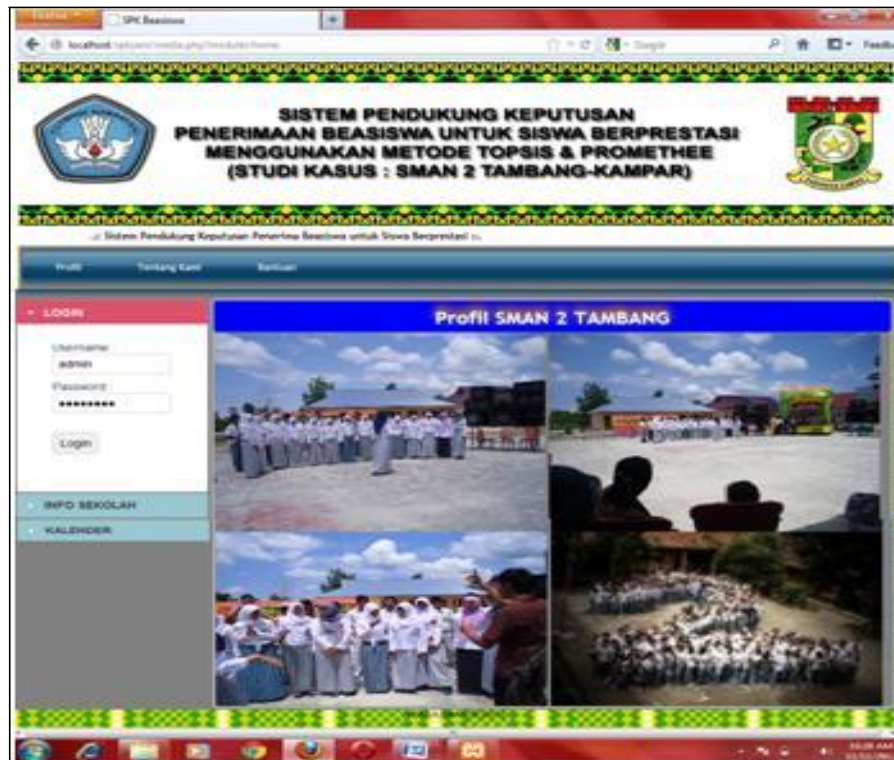 SPK Beasiswa
localhost
Google
SISTEM PENDUKUNG KEPUTUSAN
PENERIMAAN BEASISWA UNTUK SISWA BERPRESTASI
MENGGUNAKAN METODE TOPSIS & PROMETHEE
(STUDI KASUS : SMAN 2 TAMBANG-KAMPAR)
.: Sistem Pendukung Keputusan Penerima Beasiswa untuk Siswa Berprestasi :.
Profil Tentang Kami Bantuan
LOGIN
Profil SMAN 2 TAMBANG
Username
admin
Password
Login
INFO SEKOLAH
KALENDER